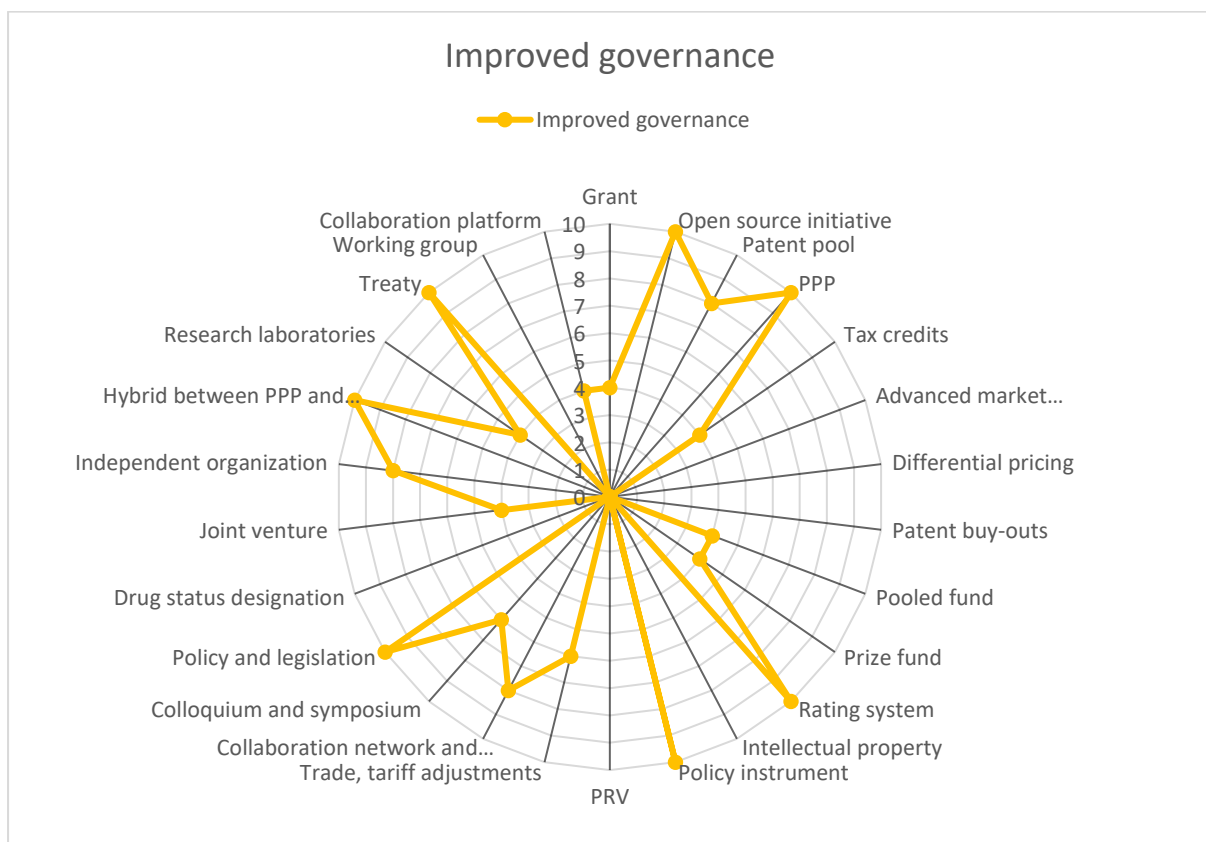 Improved governance
Improved governance
Grant
Open source initiative
Patent pool
PPP
Tax credits
Advanced market...
Differential pricing
Patent buy-outs
Pooled fund
Prize fund
Rating system
Intellectual property
Policy instrument
PRV
Trade, tariff adjustments
Collaboration network and...
Colloquium and symposium
Policy and legislation
Drug status designation
Joint venture
Independent organization
Hybrid between PPP and...
Research laboratories
Treaty
Working group
Collaboration platform
10
9
8
7
6
5
4
3
2
1
0